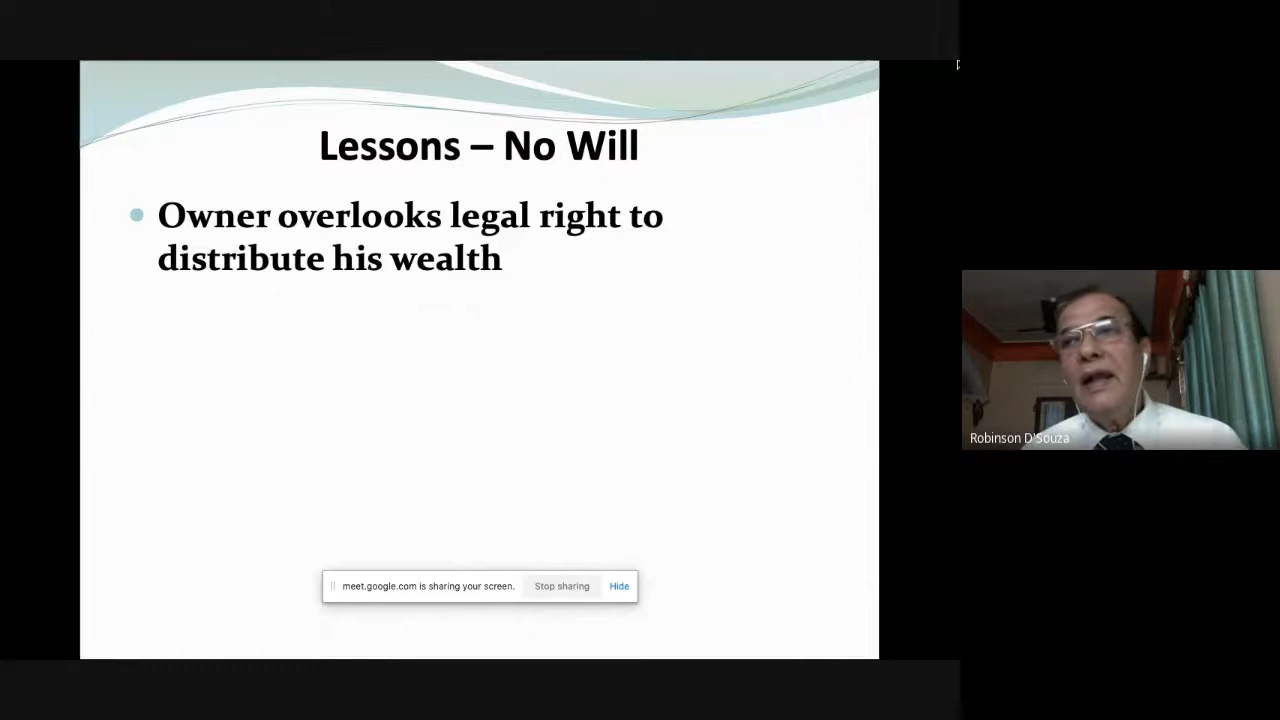 Lessons – No Will
• Owner overlooks legal right to
distribute his wealth
meet.google.com is sharing your screen. Stop sharing Hide
Robinson D'Souza